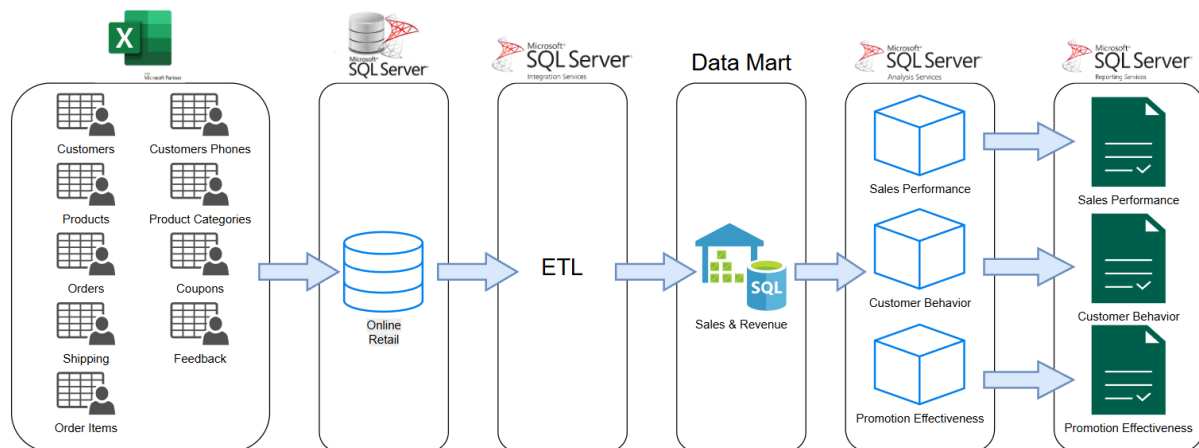 X
Microsoft Partner
Customers
Customers Phones
Products
Product Categories
Orders
Coupons
Shipping
Feedback
Order Items
Microsoft®
SQL Server®
Online
Retail
Microsoft®
SQL Server®
Integration Services
ETL
Data Mart
SQL
Sales & Revenue
Microsoft®
SQL Server®
Analysis Services
Sales Performance
Customer Behavior
Promotion Effectiveness
Microsoft®
SQL Server®
Reporting Services
Sales Performance
Customer Behavior
Promotion Effectiveness